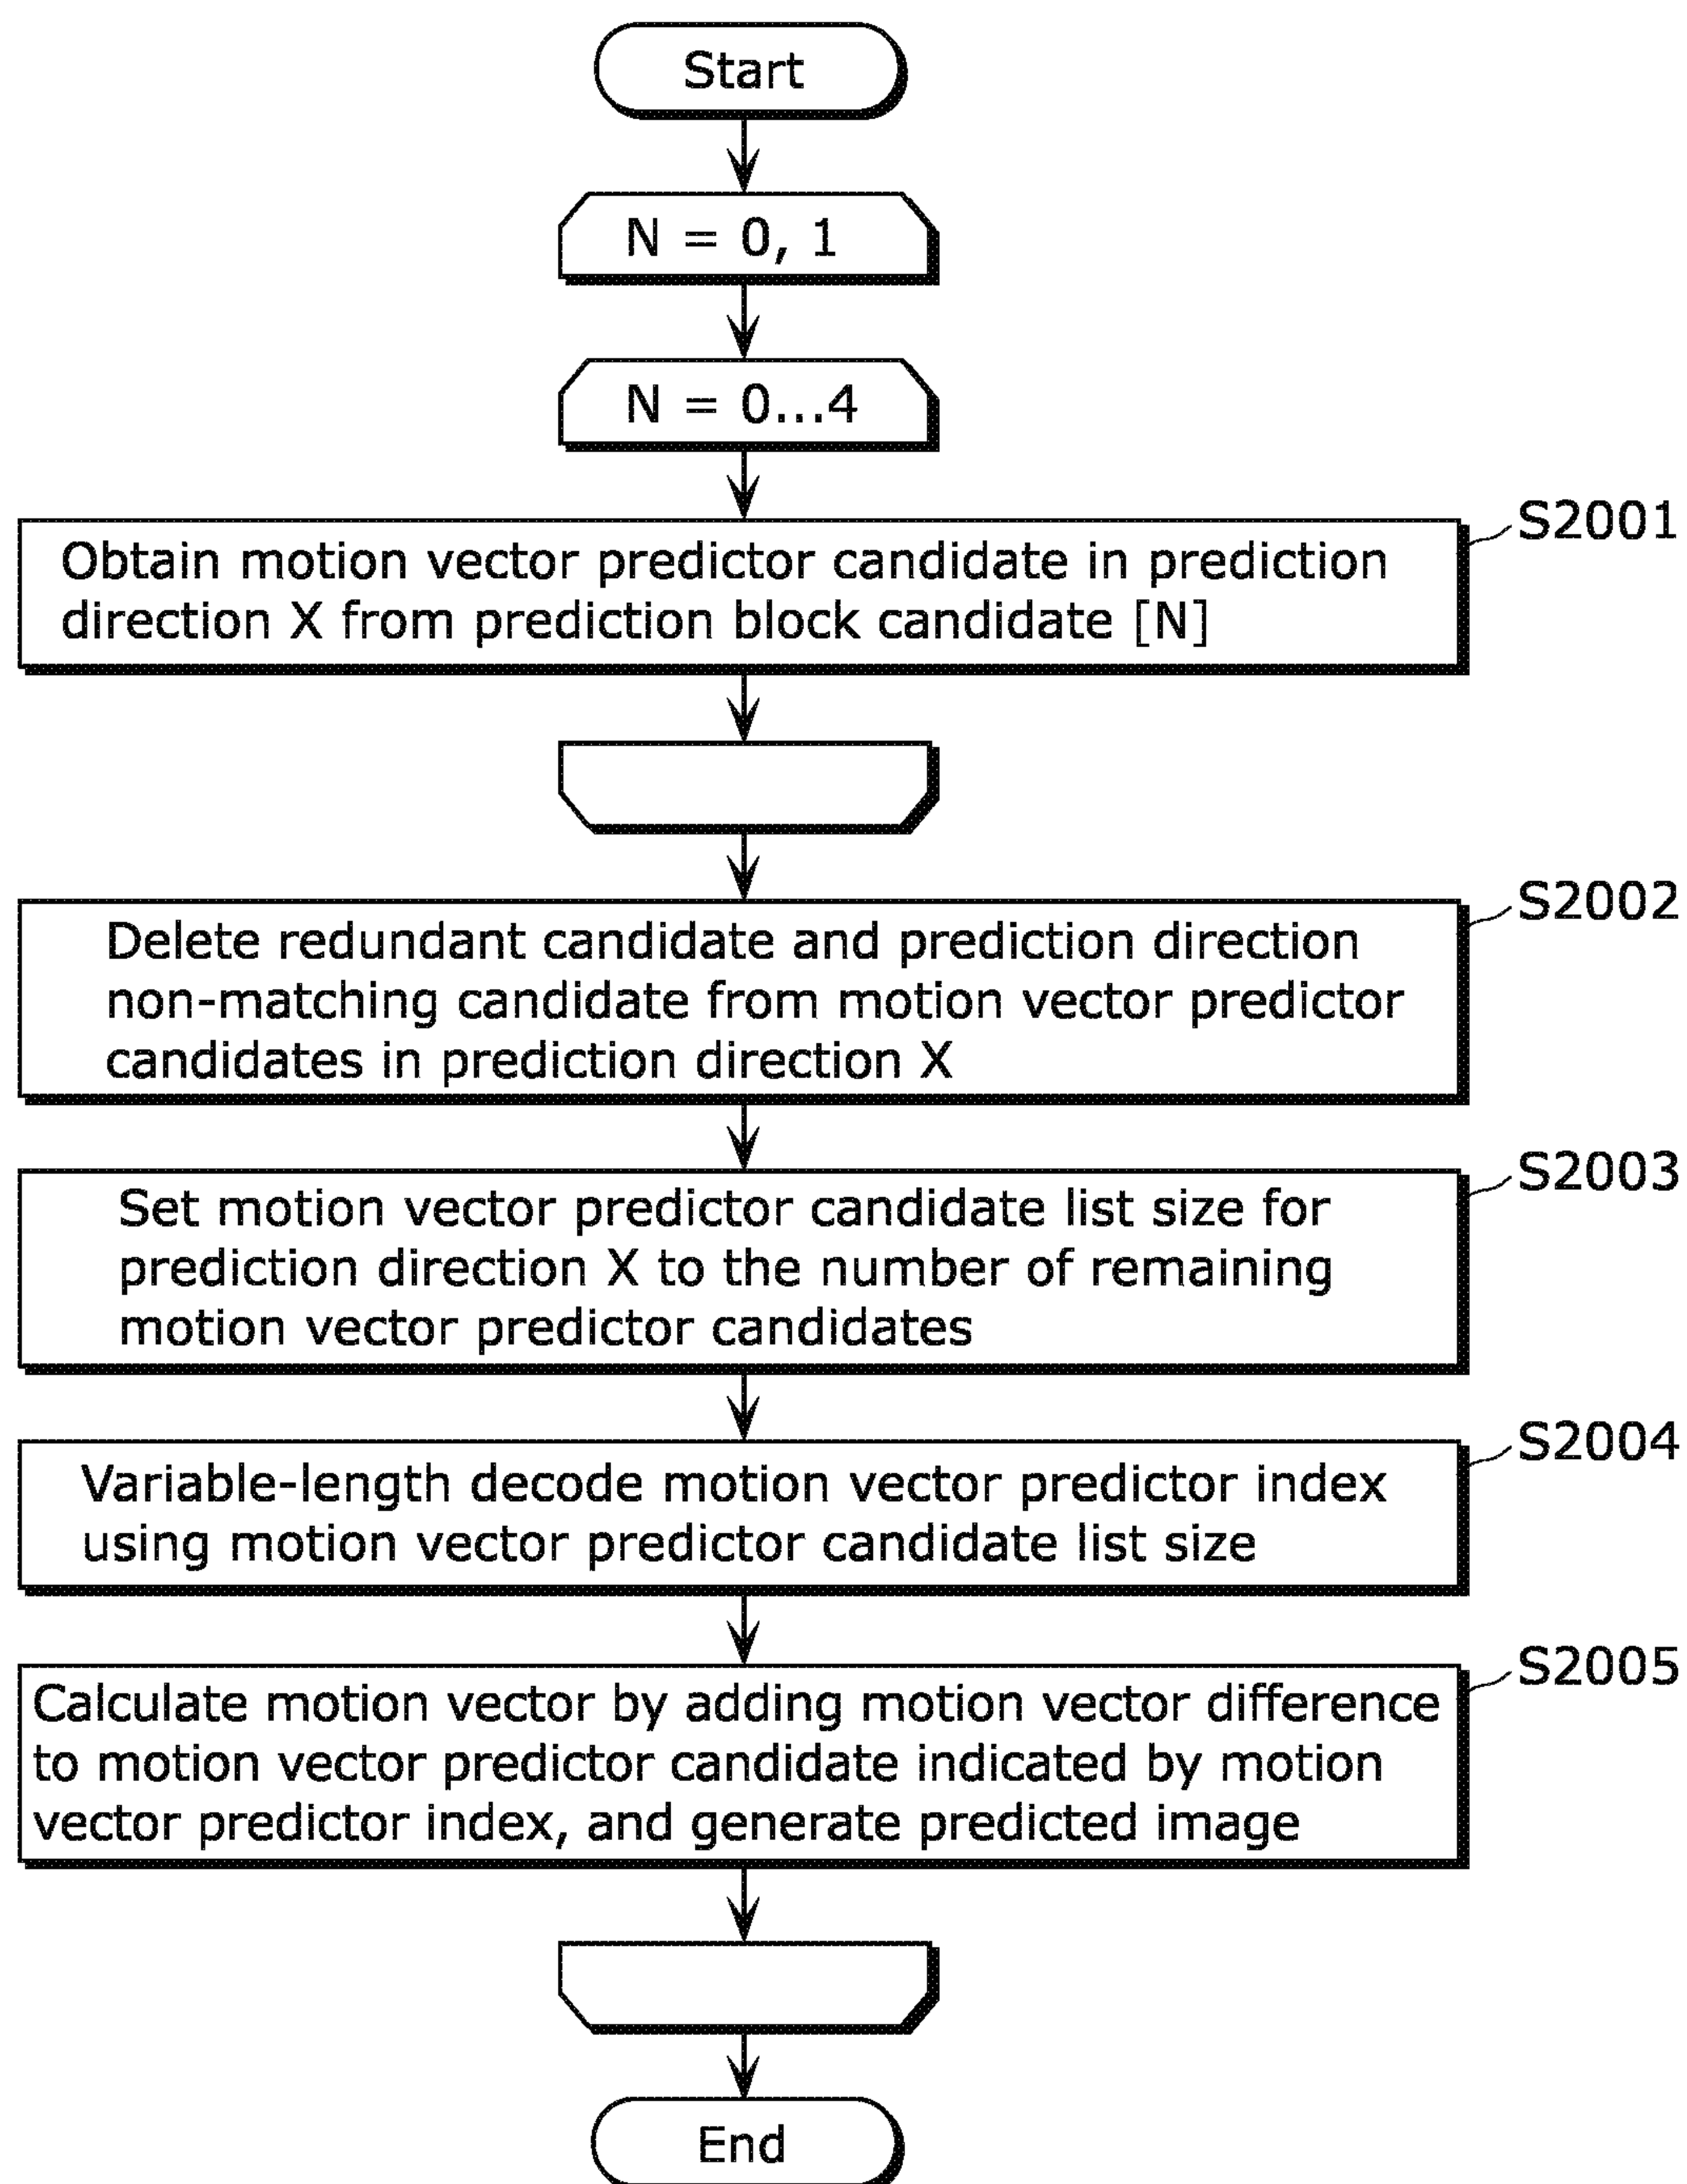 Start
N = 0, 1
N = 0...4
S2001
Obtain motion vector predictor candidate in prediction
direction X from prediction block candidate [N]
S2002
Delete redundant candidate and prediction direction
non-matching candidate from motion vector predictor
candidates in prediction direction X
S2003
Set motion vector predictor candidate list size for
prediction direction X to the number of remaining
motion vector predictor candidates
S2004
Variable-length decode motion vector predictor index
using motion vector predictor candidate list size
S2005
Calculate motion vector by adding motion vector difference
to motion vector predictor candidate indicated by motion
vector predictor index, and generate predicted image
End